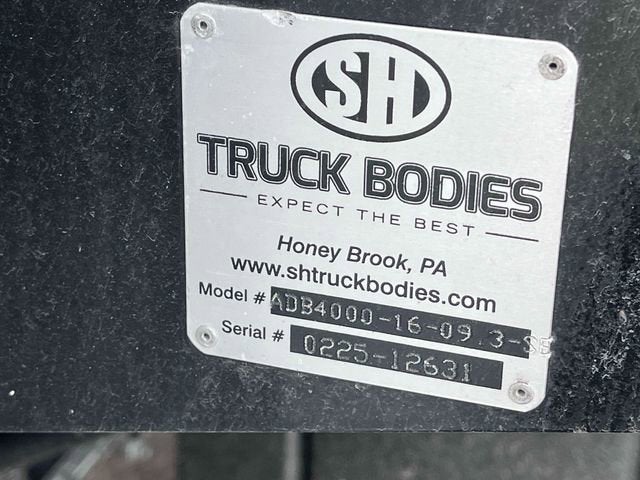 SH
TRUCK BODIES
EXPECT THE BEST
Honey Brook, PA
www.shtruckbodies.com
Model # ADB4000-16-09.3-SE
Serial # 0225-12631